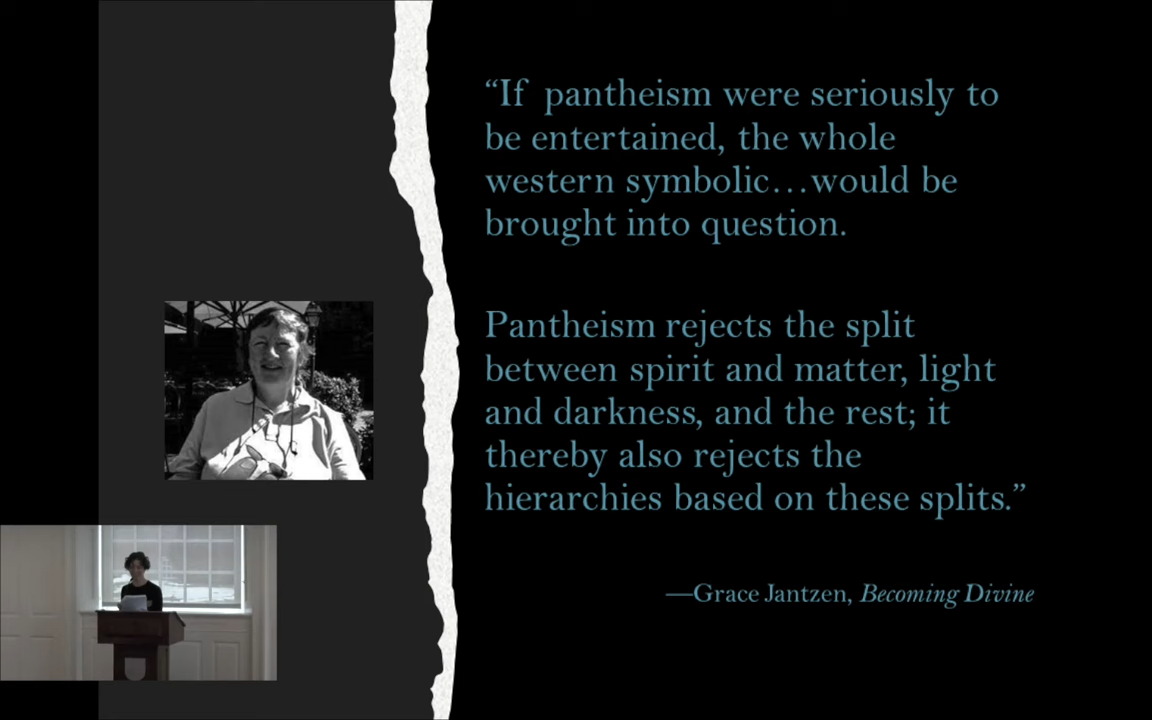 “If pantheism were seriously to
be entertained, the whole
western symbolic…would be
brought into question.
Pantheism rejects the split
between spirit and matter, light
and darkness, and the rest; it
thereby also rejects the
hierarchies based on these splits.”
—Grace Jantzen, Becoming Divine